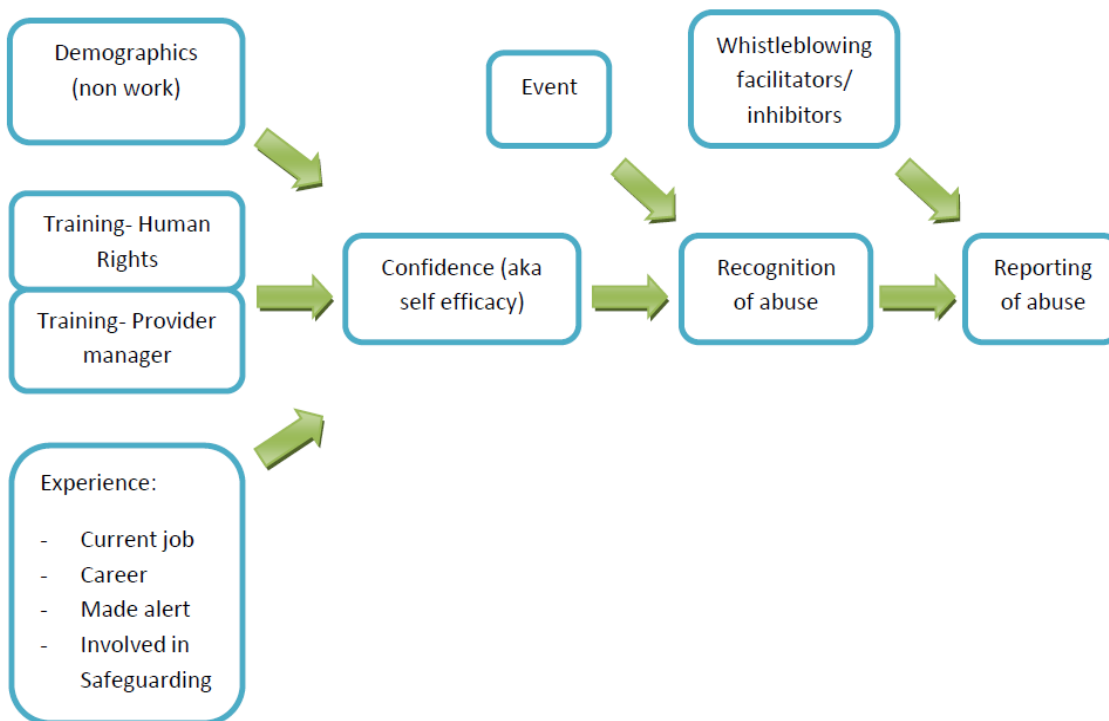 Demographics
(non work)
Event
Whistleblowing
facilitators/
inhibitors
Training- Human
Rights
Training- Provider
manager
Confidence (aka
self efficacy)
Recognition
of abuse
Reporting
of abuse
Experience:
- Current job
- Career
- Made alert
- Involved in
Safeguarding